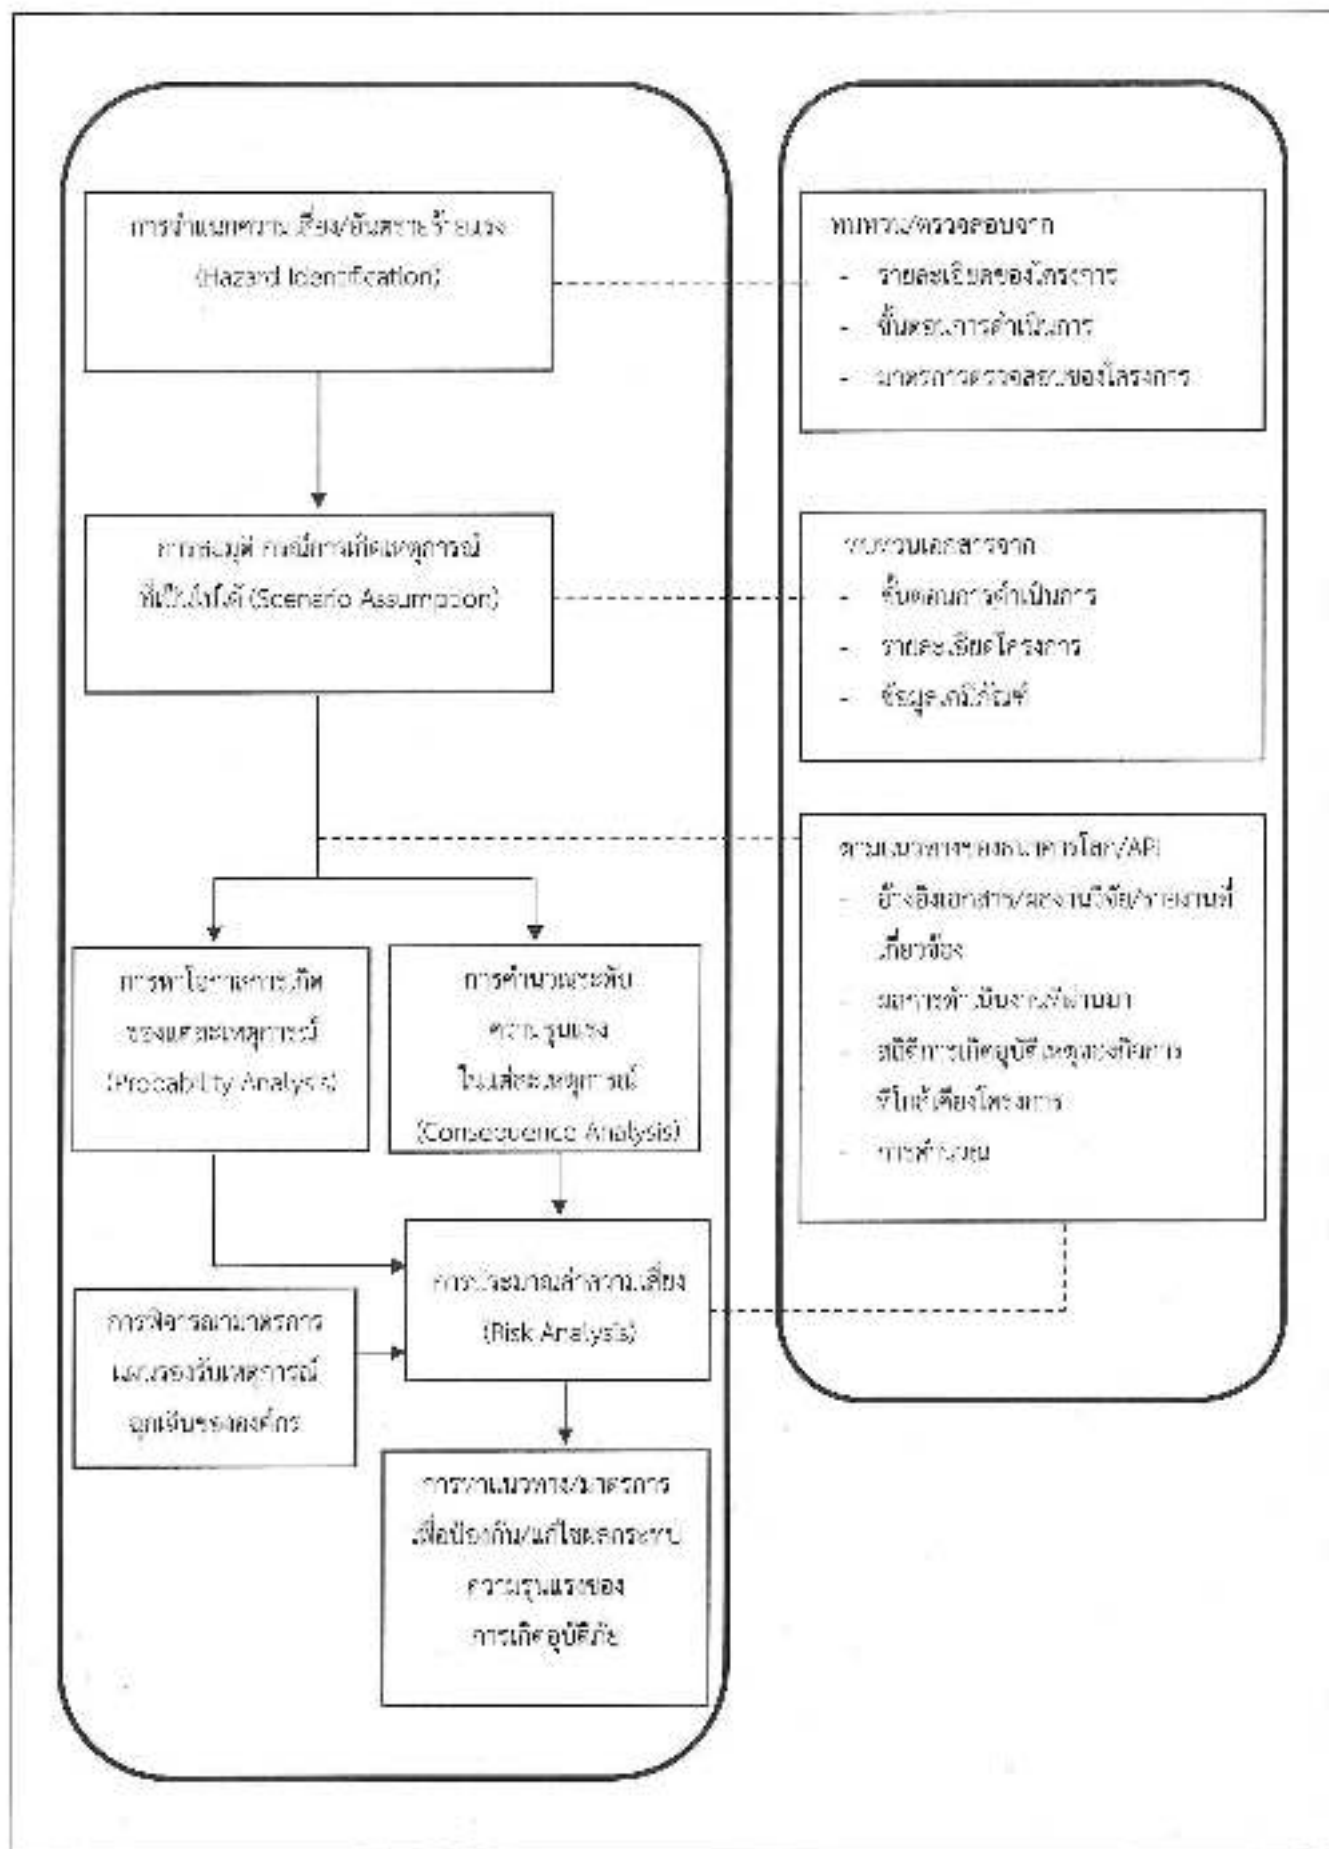 การจำแนกความเสี่ยง/อันตรายร้ายแรง
(Hazard Identification)
การสมมุติกรณีการเกิดเหตุการณ์
ที่เป็นไปได้ (Scenario Assumption)
การหาโอกาสการเกิด
ของแต่ละเหตุการณ์
(Probability Analysis)
การคำนวณระดับ
ความรุนแรง
ในแต่ละเหตุการณ์
(Consequence Analysis)
การประมาณค่าความเสี่ยง
(Risk Analysis)
การพิจารณามาตรการ
แผนรองรับเหตุการณ์
ฉุกเฉินขององค์กร
การหาแนวทาง/มาตรการ
เพื่อป้องกัน/แก้ไขผลกระทบ
ความรุนแรงของ
การเกิดอุบัติภัย
ทบทวน/ตรวจสอบจาก
- รายละเอียดของโครงการ
- ขั้นตอนการดำเนินการ
- มาตรการตรวจสอบของโครงการ
ทบทวนเอกสารจาก
- ขั้นตอนการดำเนินการ
- รายละเอียดโครงการ
- ข้อมูลเคมีภัณฑ์
ตามแนวทางของธนาคารโลก/API
- อ้างอิงเอกสาร/ผลงานวิจัย/รายงานที่
เกี่ยวข้อง
- ผลการดำเนินงานที่ผ่านมา
- สถิติการเกิดอุบัติเหตุของกิจการ
ที่ใกล้เคียงโครงการ
- การคำนวณ